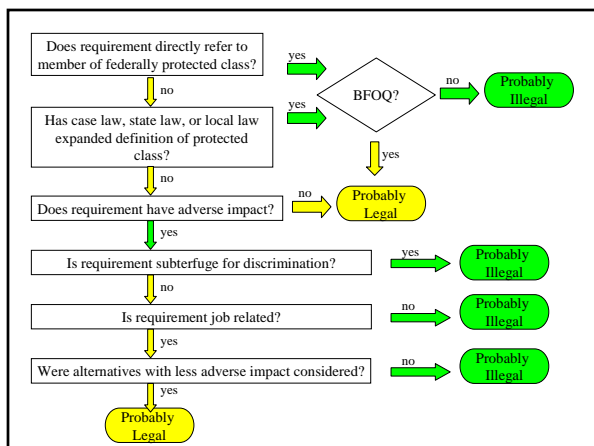 Does requirement directly refer to
member of federally protected class?
yes
no
BFOQ?
no
Probably
Illegal
Has case law, state law, or local law
expanded definition of protected
class?
yes
no
yes
Does requirement have adverse impact?
no
Probably
Legal
yes
Is requirement subterfuge for discrimination?
yes
Probably
Illegal
no
Is requirement job related?
no
Probably
Illegal
yes
Were alternatives with less adverse impact considered?
no
Probably
Illegal
yes
Probably
Legal